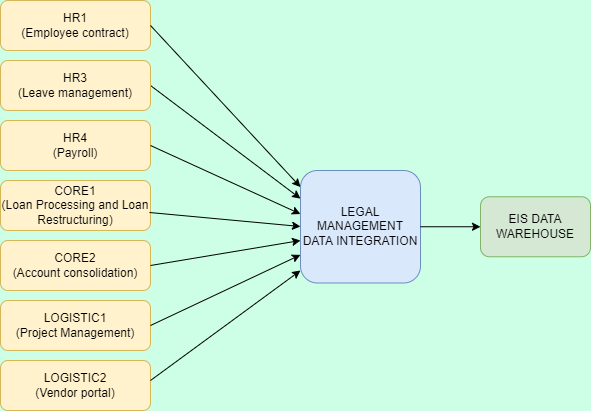 HR1
(Employee contract)
HR3
(Leave management)
HR4
(Payroll)
CORE1
(Loan Processing and Loan
Restructuring)
CORE2
(Account consolidation)
LOGISTIC1
(Project Management)
LOGISTIC2
(Vendor portal)
LEGAL
MANAGEMENT
DATA INTEGRATION
EIS DATA
WAREHOUSE